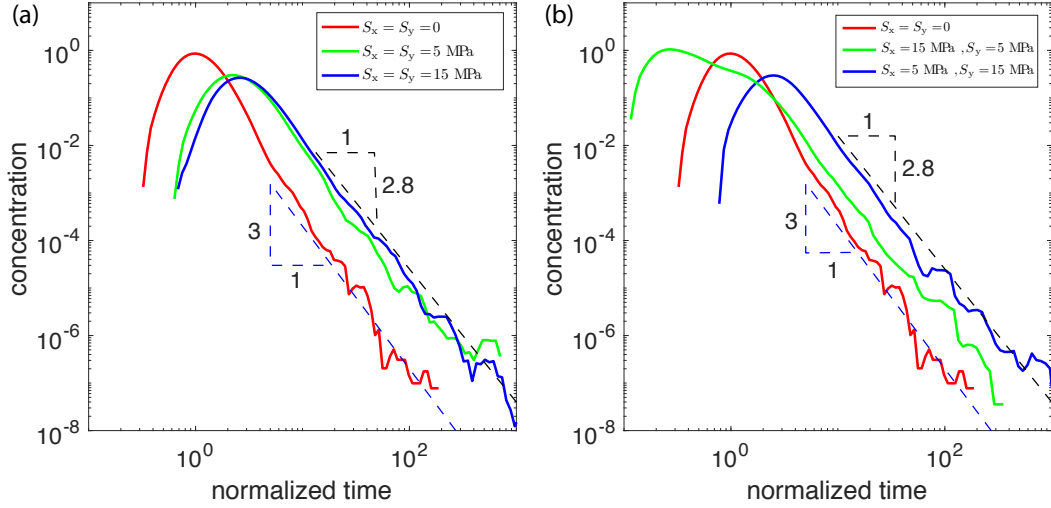 (a)
S_x = S_y = 0
S_x = S_y = 5 MPa
S_x = S_y = 15 MPa
10^0
10^-2
10^-4
10^-6
10^-8
concentration
1
2.8
3
1
10^0
10^2
normalized time
(b)
S_x = S_y = 0
S_x = 15 MPa , S_y = 5 MPa
S_x = 5 MPa , S_y = 15 MPa
10^0
10^-2
10^-4
10^-6
10^-8
concentration
1
2.8
3
1
10^0
10^2
normalized time